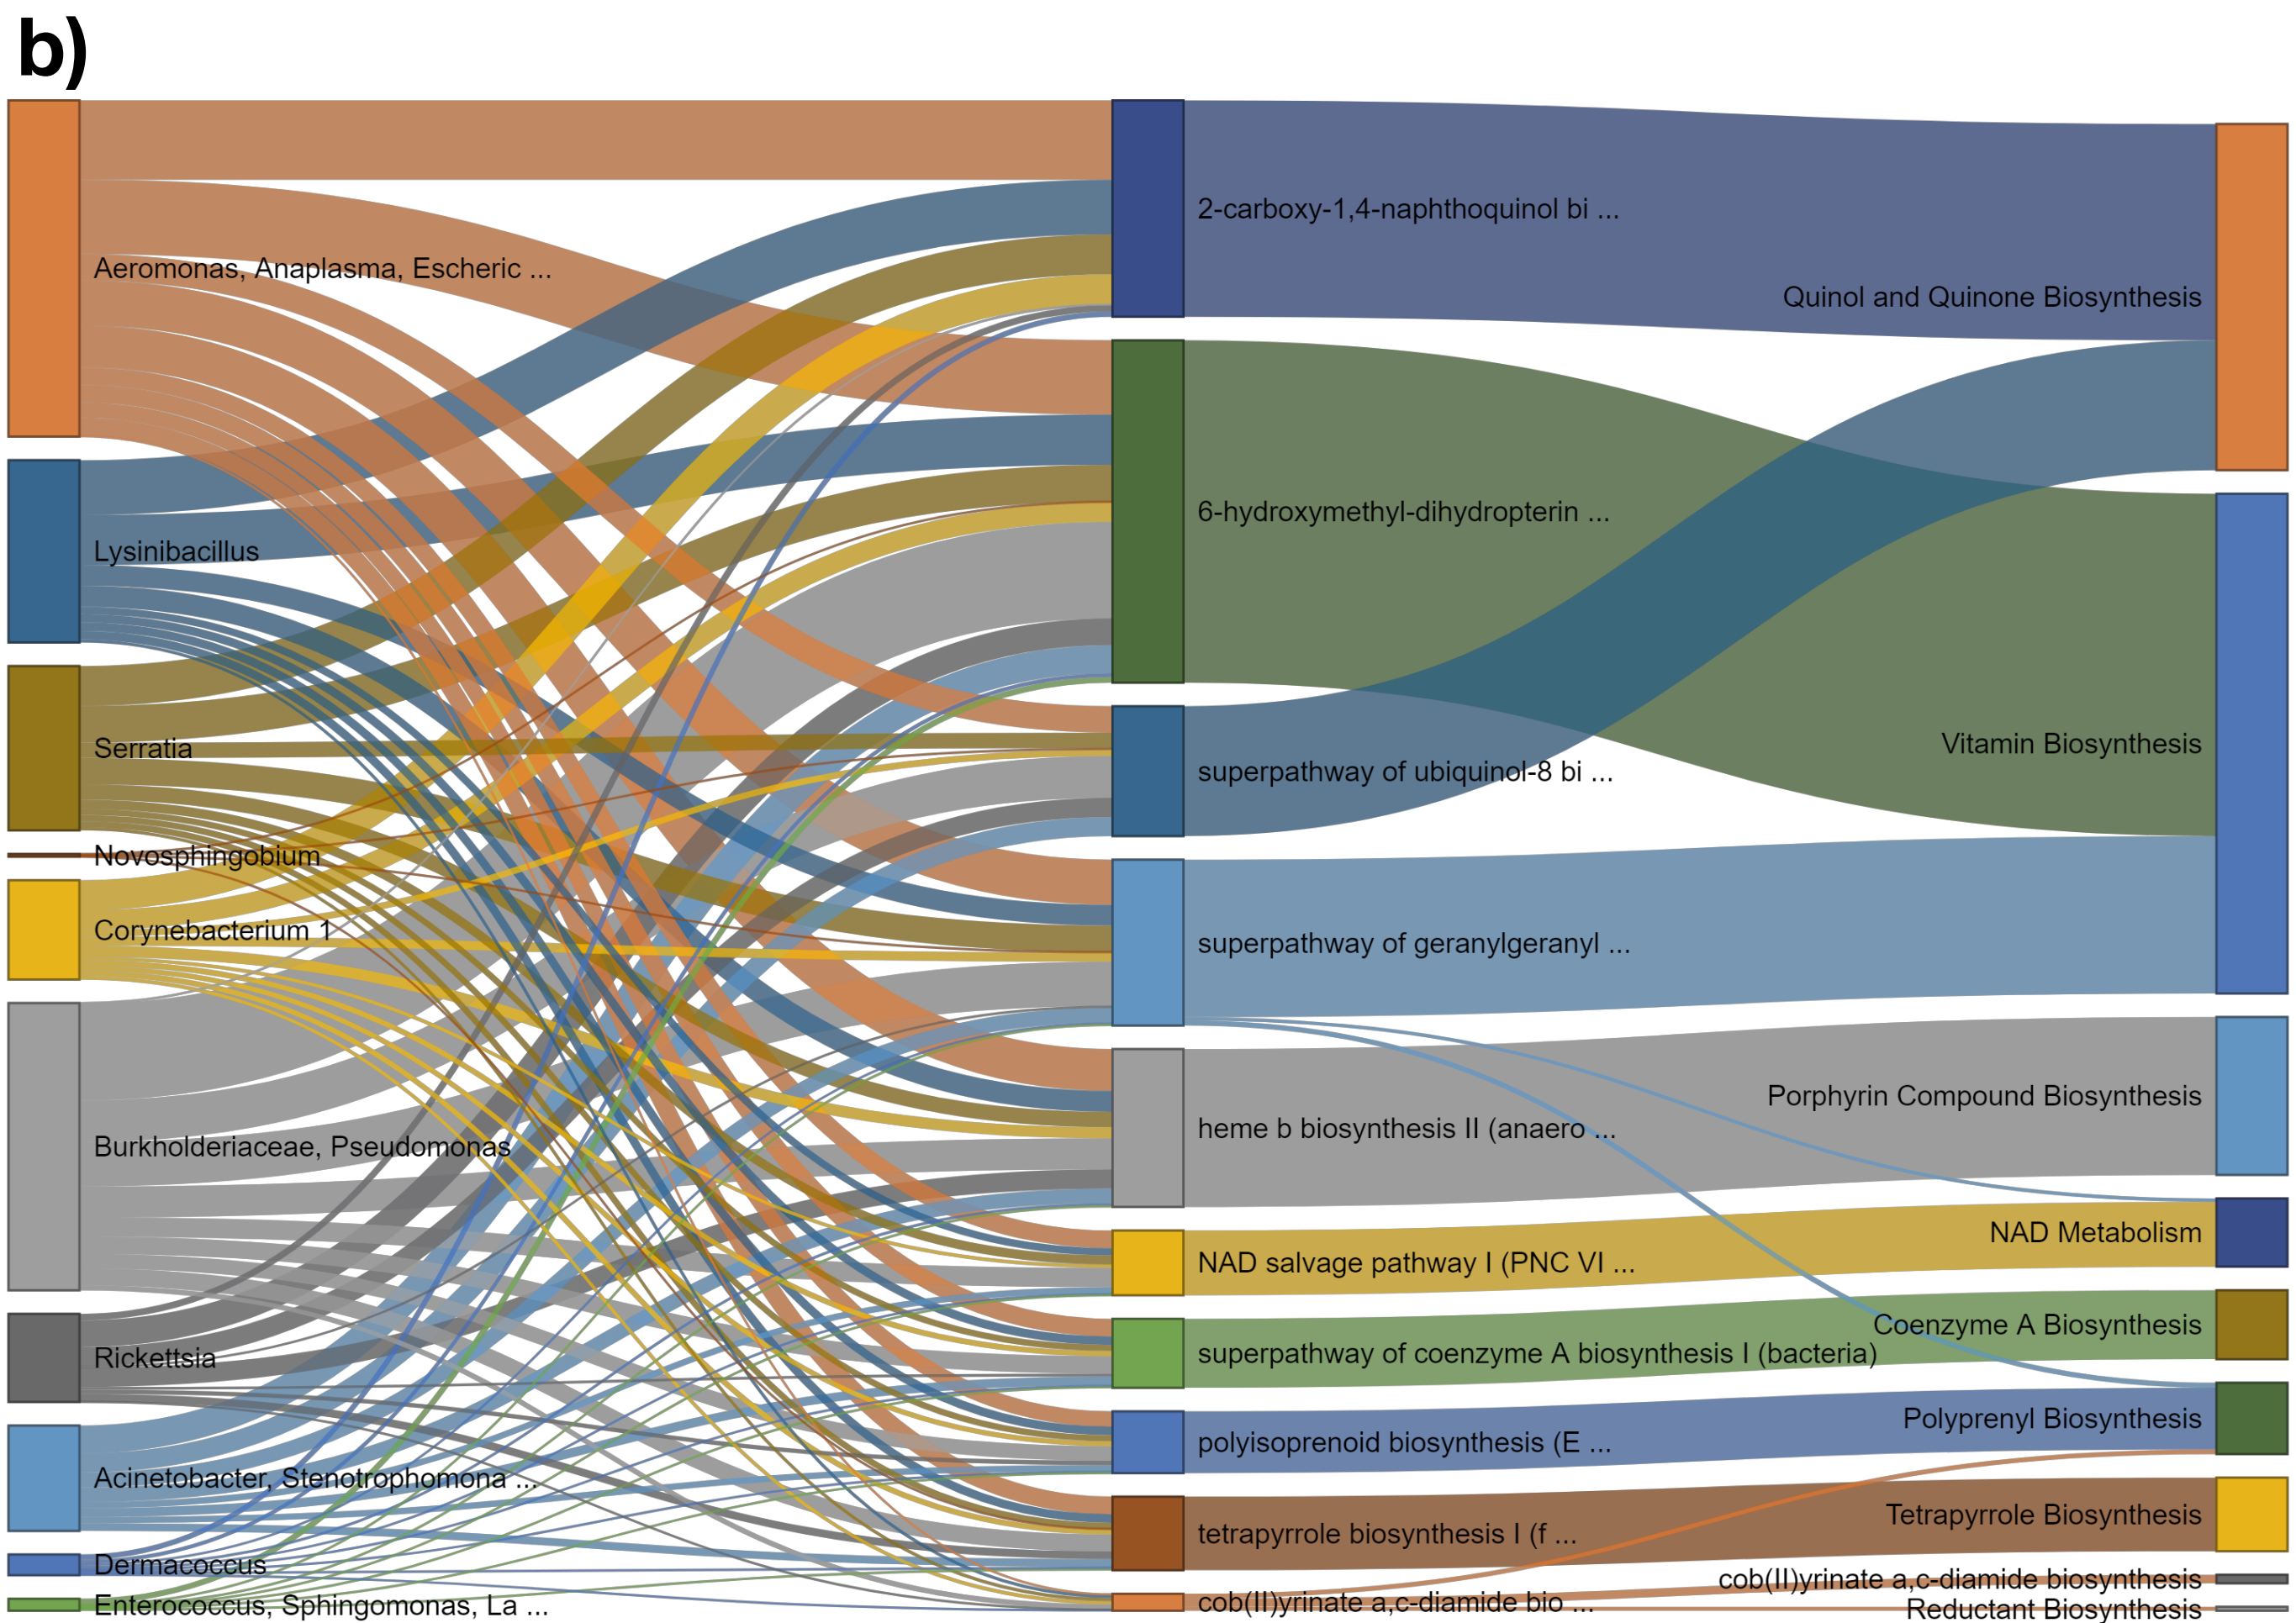 b)
Aeromonas, Anaplasma, Escheric ...
Lysinibacillus
Serratia
Novosphingobium
Corynebacterium 1
Burkholderiaceae, Pseudomonas
Rickettsia
Acinetobacter, Stenotrophomona ...
Dermacoccus
Enterococcus, Sphingomonas, La ...
2-carboxy-1,4-naphthoquinol bi ...
6-hydroxymethyl-dihydropterin ...
superpathway of ubiquinol-8 bi ...
superpathway of geranylgeranyl ...
heme b biosynthesis II (anaero ...
NAD salvage pathway I (PNC VI ...
superpathway of coenzyme A biosynthesis I (bacteria)
polyisoprenoid biosynthesis (E ...
tetrapyrrole biosynthesis I (f ...
cob(II)yrinate a,c-diamide bio ...
Quinol and Quinone Biosynthesis
Vitamin Biosynthesis
Porphyrin Compound Biosynthesis
NAD Metabolism
Coenzyme A Biosynthesis
Polyprenyl Biosynthesis
Tetrapyrrole Biosynthesis
cob(II)yrinate a,c-diamide biosynthesis
Reductant Biosynthesis